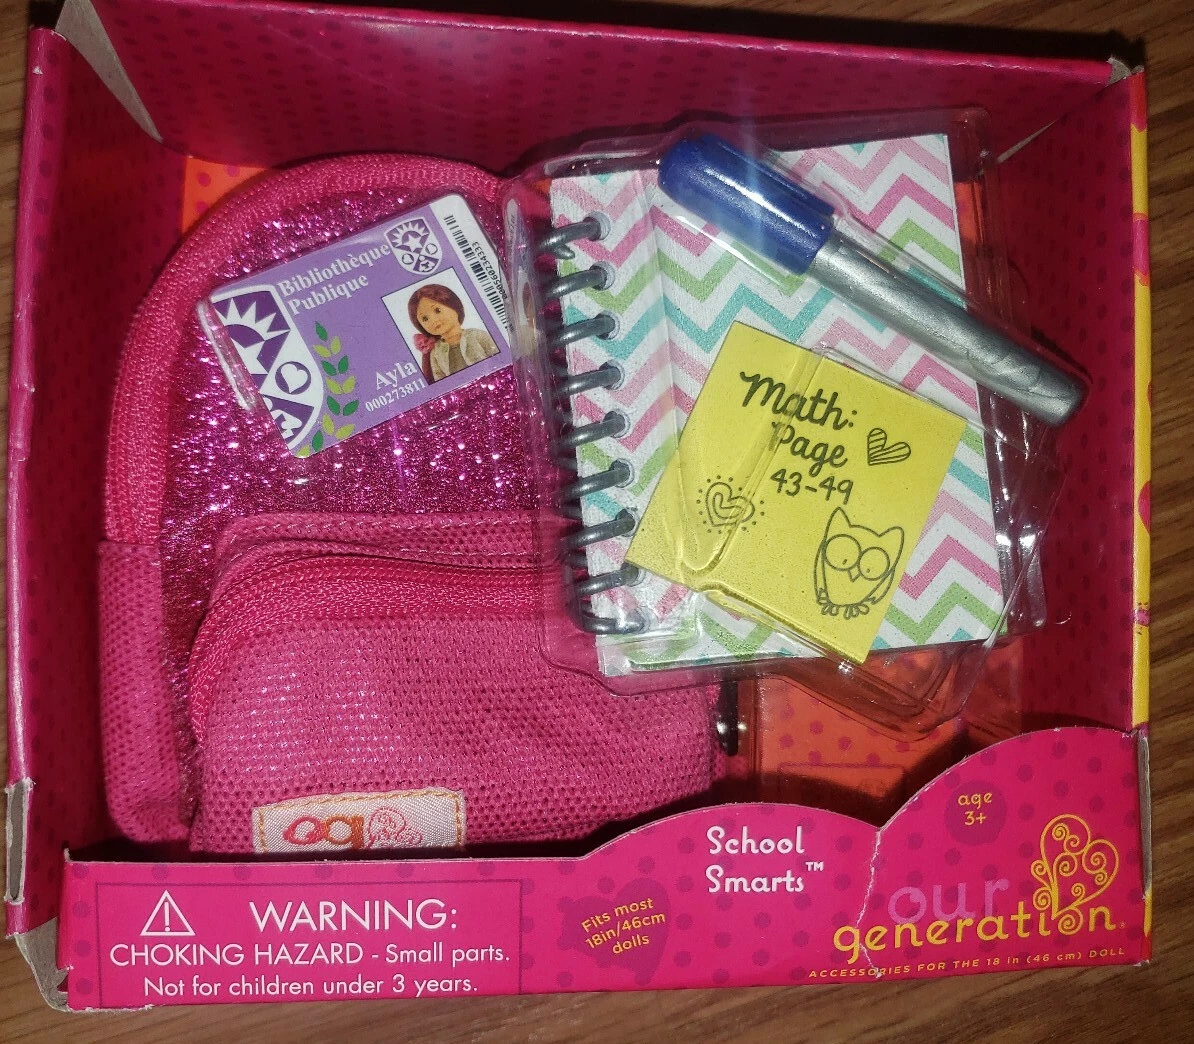 Bibliothèque
Publique
Ayla
000273811
Math:
Page
43-49
og
School
Smarts™
age
3+
our
generation®
ACCESSORIES FOR THE 18 in (46 cm) DOLL
Fits most
18in/46cm
dolls
WARNING:
CHOKING HAZARD - Small parts.
Not for children under 3 years.